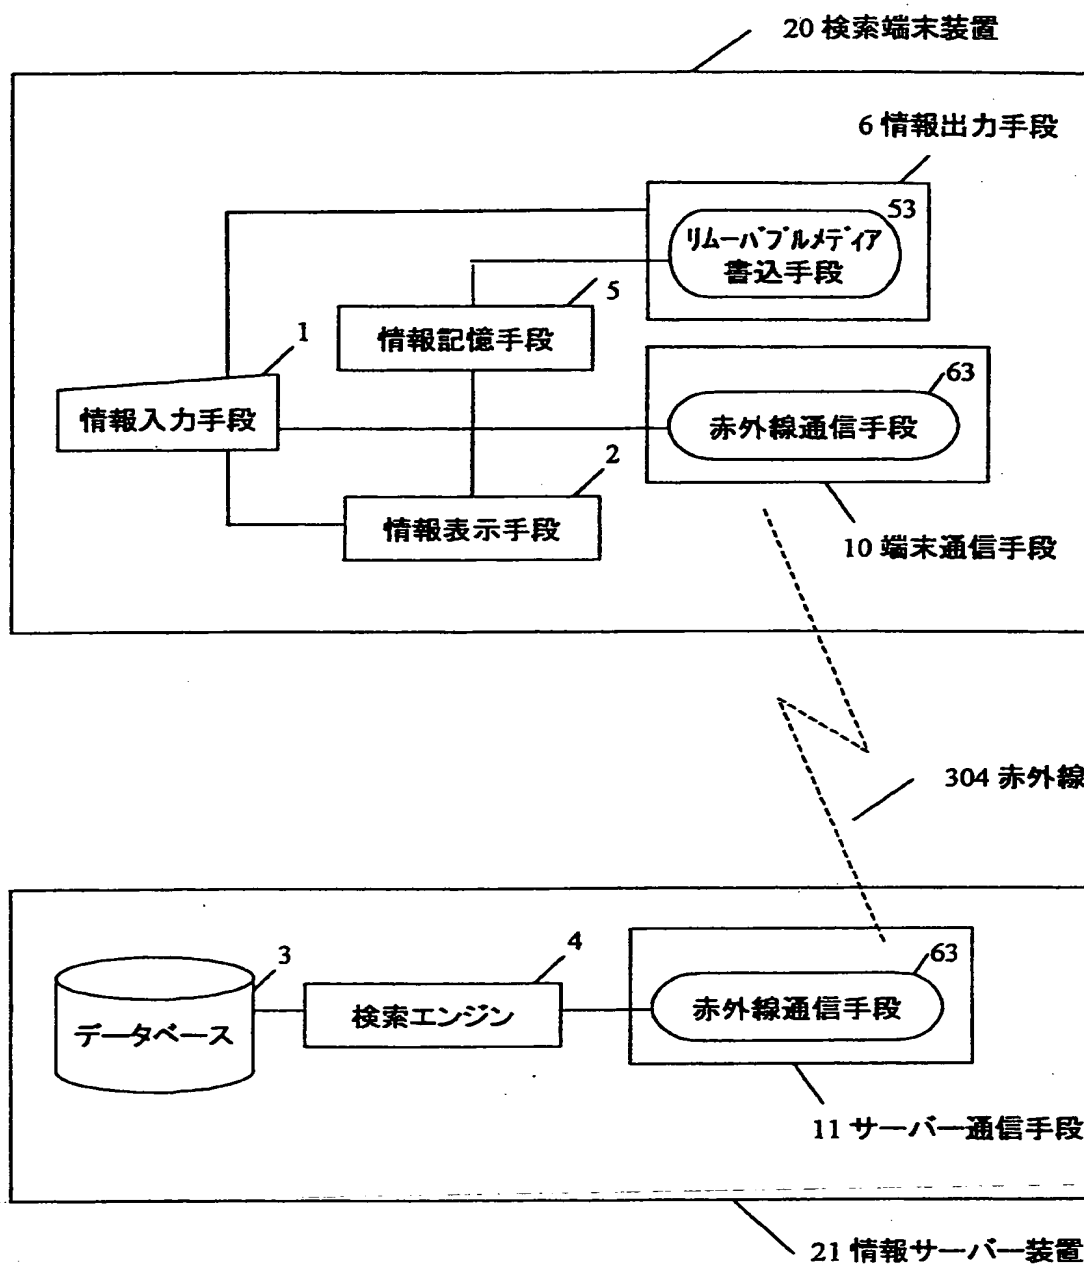 20 検索端末装置
6 情報出力手段
53
リムーバブルメディア
書込手段
5
情報記憶手段
1
情報入力手段
63
赤外線通信手段
2
情報表示手段
10 端末通信手段
304 赤外線
3
データベース
4
検索エンジン
63
赤外線通信手段
11 サーバー通信手段
21 情報サーバー装置